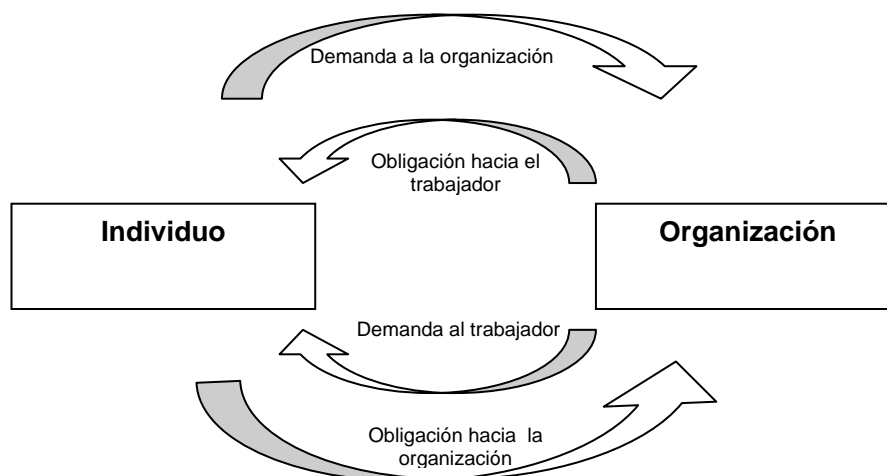 Demanda a la organización
Obligación hacia el
trabajador
Individuo
Organización
Demanda al trabajador
Obligación hacia la
organización